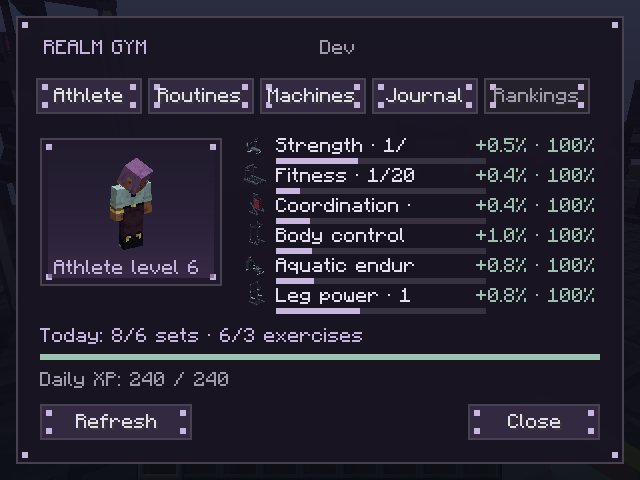 REALM GYM
Dev
Athlete
Routines
Machines
Journal
Rankings
Strength · 1/
+0.5% · 100%
Fitness · 1/20
+0.4% · 100%
Coordination ·
+0.4% · 100%
Body control
+1.0% · 100%
Aquatic endur
+0.8% · 100%
Leg power · 1
+0.8% · 100%
Athlete level 6
Today: 8/6 sets · 6/3 exercises
Daily XP: 240 / 240
Refresh
Close